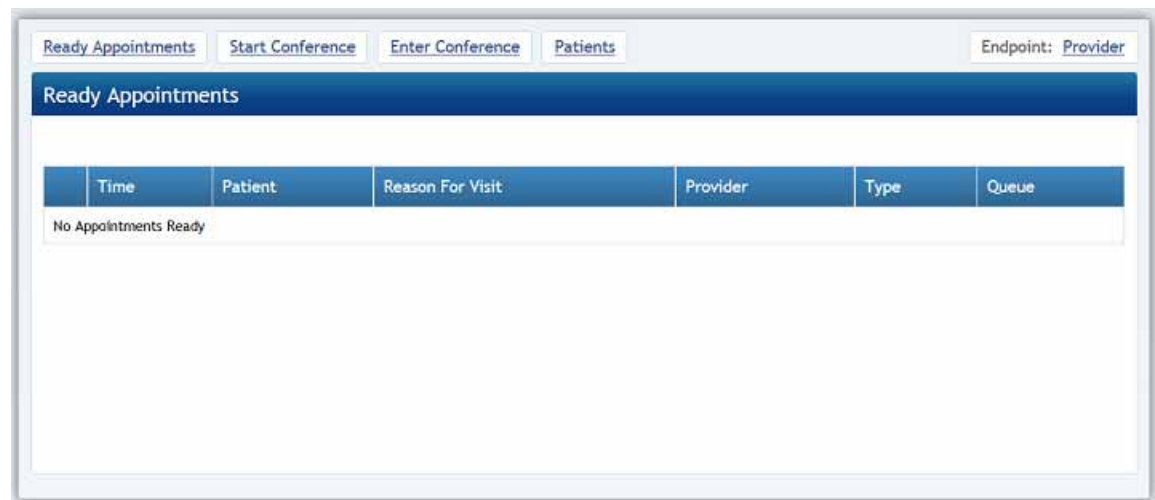 Ready Appointments Start Conference Enter Conference Patients Endpoint: Provider
Ready Appointments
Time Patient Reason For Visit Provider Type Queue
No Appointments Ready